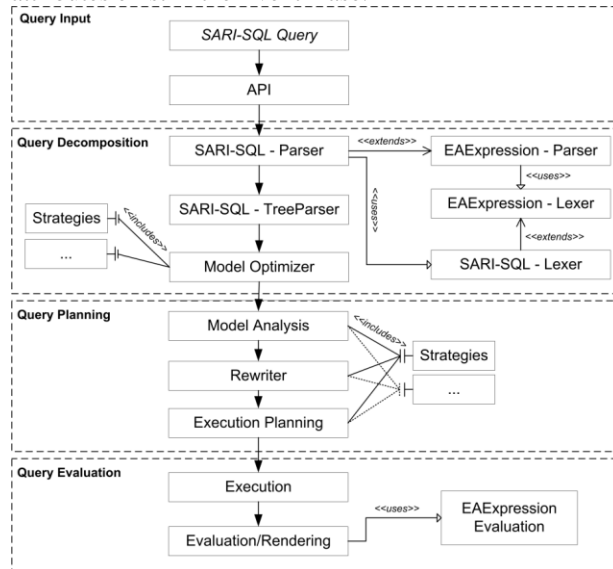 Query Input
SARI-SQL Query
API
Query Decomposition
SARI-SQL - Parser
<<extends>>
EAExpression - Parser
<<uses>>
Strategies
<<includes>>
SARI-SQL - TreeParser
<<uses>>
EAExpression - Lexer
...
<<extends>>
Model Optimizer
SARI-SQL - Lexer
Query Planning
Model Analysis
<<includes>>
Strategies
Rewriter
...
Execution Planning
Query Evaluation
Execution
<<uses>>
EAExpression
Evaluation
Evaluation/Rendering